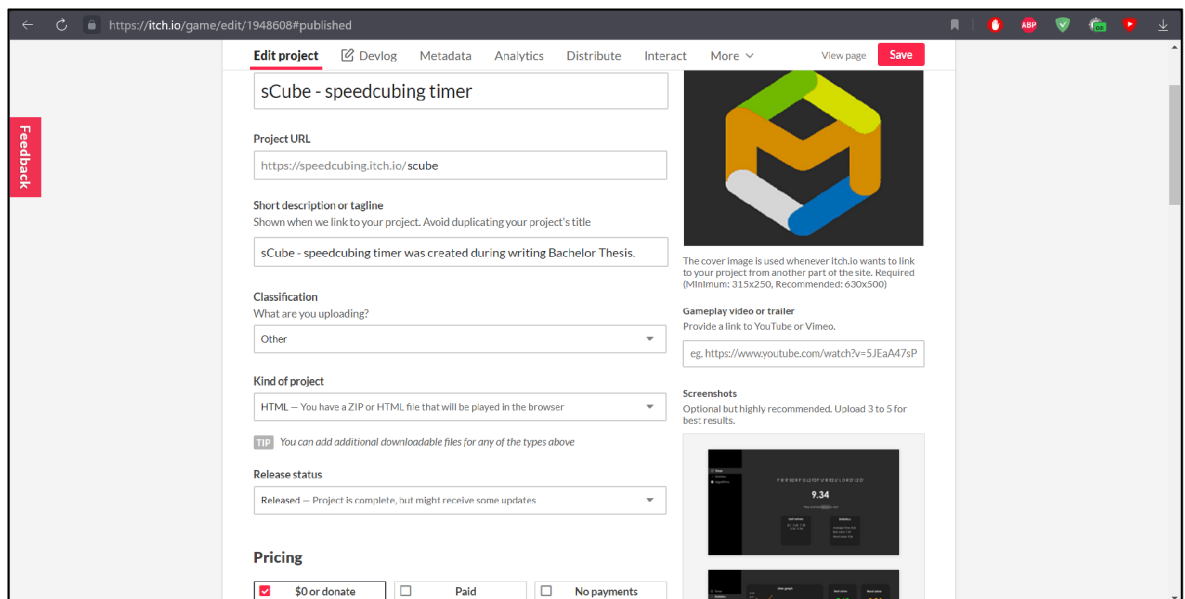 https://itch.io/game/edit/1948608#published
ABP
Edit project
Devlog
Metadata
Analytics
Distribute
Interact
More
View page
Save
Feedback
sCube - speedcubing timer
Project URL
https://speedcubing.itch.io/scube
Short description or tagline
Shown when we link to your project. Avoid duplicating your project's title
sCube - speedcubing timer was created during writing Bachelor Thesis.
Classification
What are you uploading?
Other
Kind of project
HTML — You have a ZIP or HTML file that will be played in the browser
TIP You can add additional downloadable files for any of the types above
Release status
Released — Project is complete, but might receive some updates
Pricing
$0 or donate
Paid
No payments
The cover image is used whenever itch.io wants to link
to your project from another part of the site. Required
(Minimum: 315x250, Recommended: 630x500)
Gameplay video or trailer
Provide a link to YouTube or Vimeo.
eg. https://www.youtube.com/watch?v=5JEaA47sP
Screenshots
Optional but highly recommended. Upload 3 to 5 for
best results.
9.34